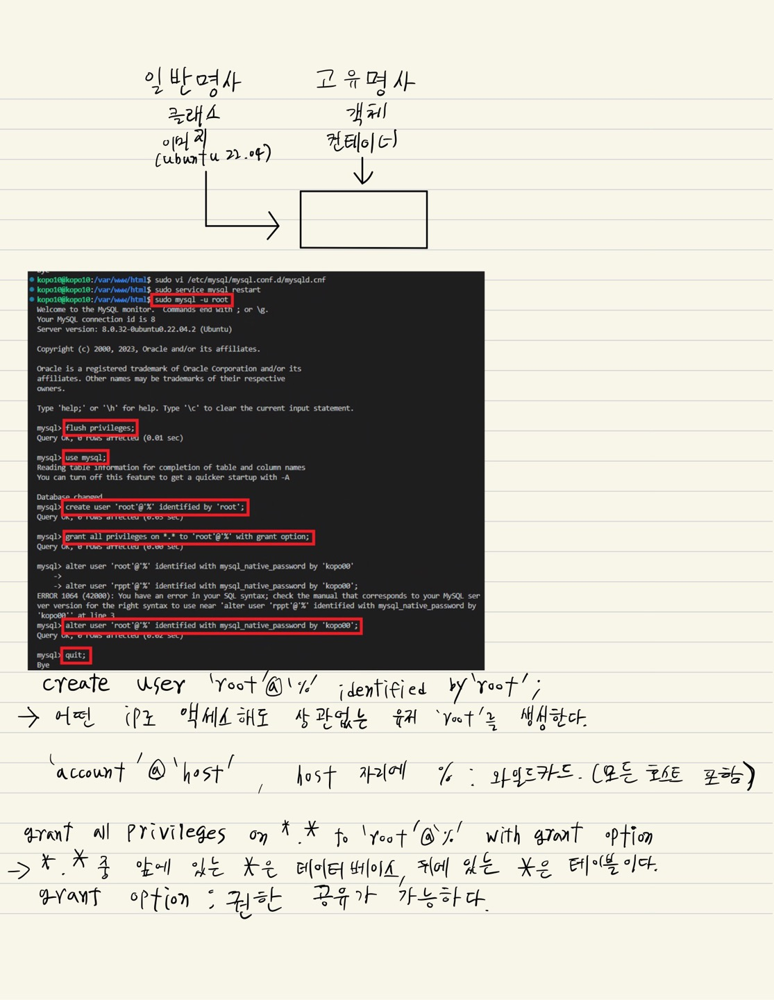 일반명사 고유명사
클래스 객체
이미지 컨테이너
(ubuntu 22.04)
Bye
kopo10@kopo10:/var/www/html$ sudo vi /etc/mysql/mysql.conf.d/mysqld.cnf
kopo10@kopo10:/var/www/html$ sudo service mysql restart
kopo10@kopo10:/var/www/html$ sudo mysql -u root
Welcome to the MySQL monitor.  Commands end with ; or \g.
Your MySQL connection id is 8
Server version: 8.0.32-0ubuntu0.22.04.2 (Ubuntu)
Copyright (c) 2000, 2023, Oracle and/or its affiliates.
Oracle is a registered trademark of Oracle Corporation and/or its
affiliates. Other names may be trademarks of their respective
owners.
Type 'help;' or '\h' for help. Type '\c' to clear the current input statement.
mysql> flush privileges;
Query OK, 0 rows affected (0.01 sec)
mysql> use mysql;
Reading table information for completion of table and column names
You can turn off this feature to get a quicker startup with -A
Database changed
mysql> create user 'root'@'%' identified by 'root';
Query OK, 0 rows affected (0.03 sec)
mysql> grant all privileges on *.* to 'root'@'%' with grant option;
Query OK, 0 rows affected (0.00 sec)
mysql> alter user 'root'@'%' identified with mysql_native_password by 'kopo00'
    ->
    -> alter user 'rppt'@'%' identified with mysql_native_password by 'kopo00';
ERROR 1064 (42000): You have an error in your SQL syntax; check the manual that corresponds to your MySQL ser
ver version for the right syntax to use near 'alter user 'rppt'@'%' identified with mysql_native_password by
'kopo00'' at line 3
mysql> alter user 'root'@'%' identified with mysql_native_password by 'kopo00';
Query OK, 0 rows affected (0.02 sec)
mysql> quit;
Bye
create user 'root'@'%' identified by 'root';
→ 어떤 ip로 액세스해도 상관없는 유저 'root'를 생성한다.
'account'@'host', host 자리에 % : 와일드카드. (모든 호스트 포함)
grant all privileges on *.* to 'root'@'%' with grant option
→ *.* 중 앞에 있는 *은 데이터베이스, 뒤에 있는 *은 테이블이다.
grant option : 권한 공유가 가능하다.